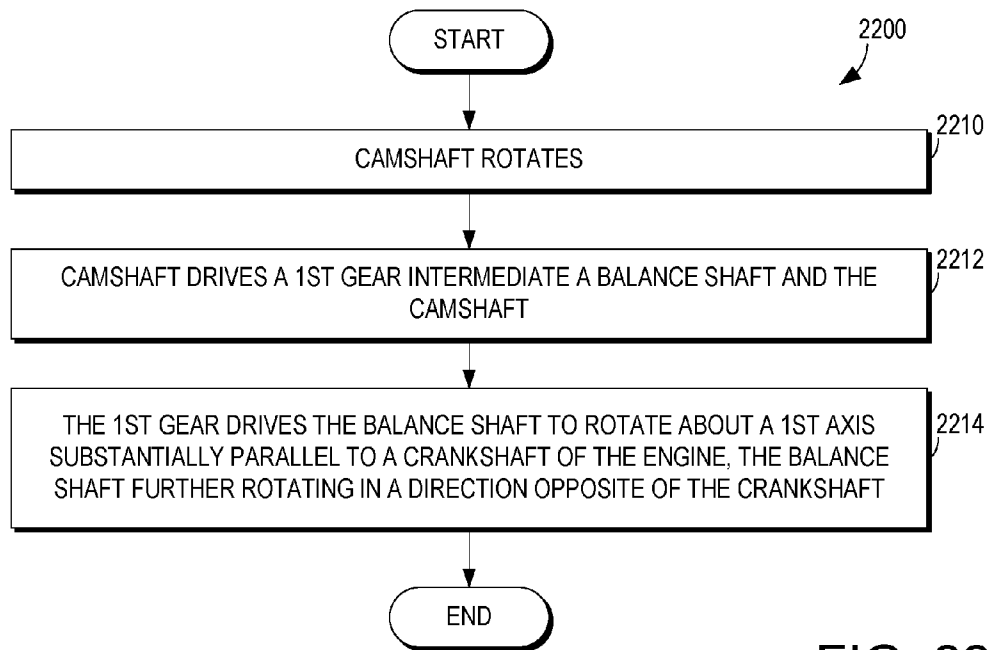 START
2200
2210
CAMSHAFT ROTATES
2212
CAMSHAFT DRIVES A 1ST GEAR INTERMEDIATE A BALANCE SHAFT AND THE
CAMSHAFT
2214
THE 1ST GEAR DRIVES THE BALANCE SHAFT TO ROTATE ABOUT A 1ST AXIS
SUBSTANTIALLY PARALLEL TO A CRANKSHAFT OF THE ENGINE, THE BALANCE
SHAFT FURTHER ROTATING IN A DIRECTION OPPOSITE OF THE CRANKSHAFT
END